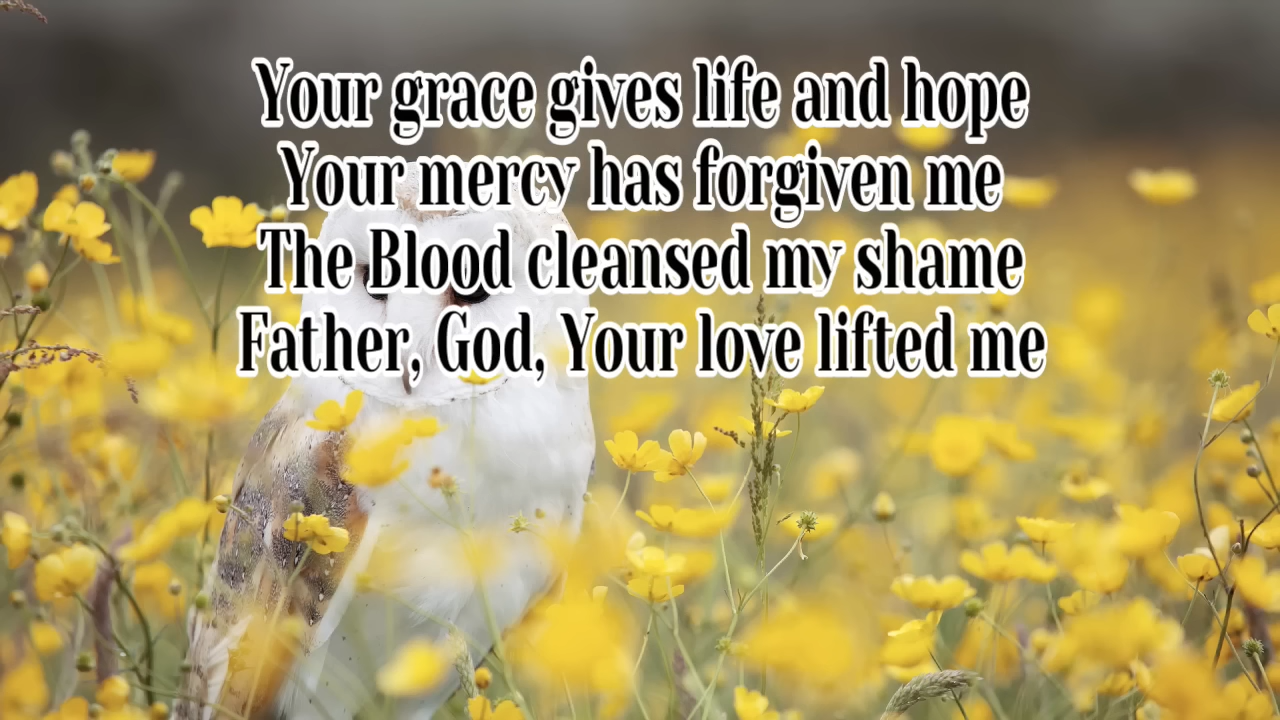 Your grace gives life and hope
Your mercy has forgiven me
The Blood cleansed my shame
Father, God, Your love lifted me